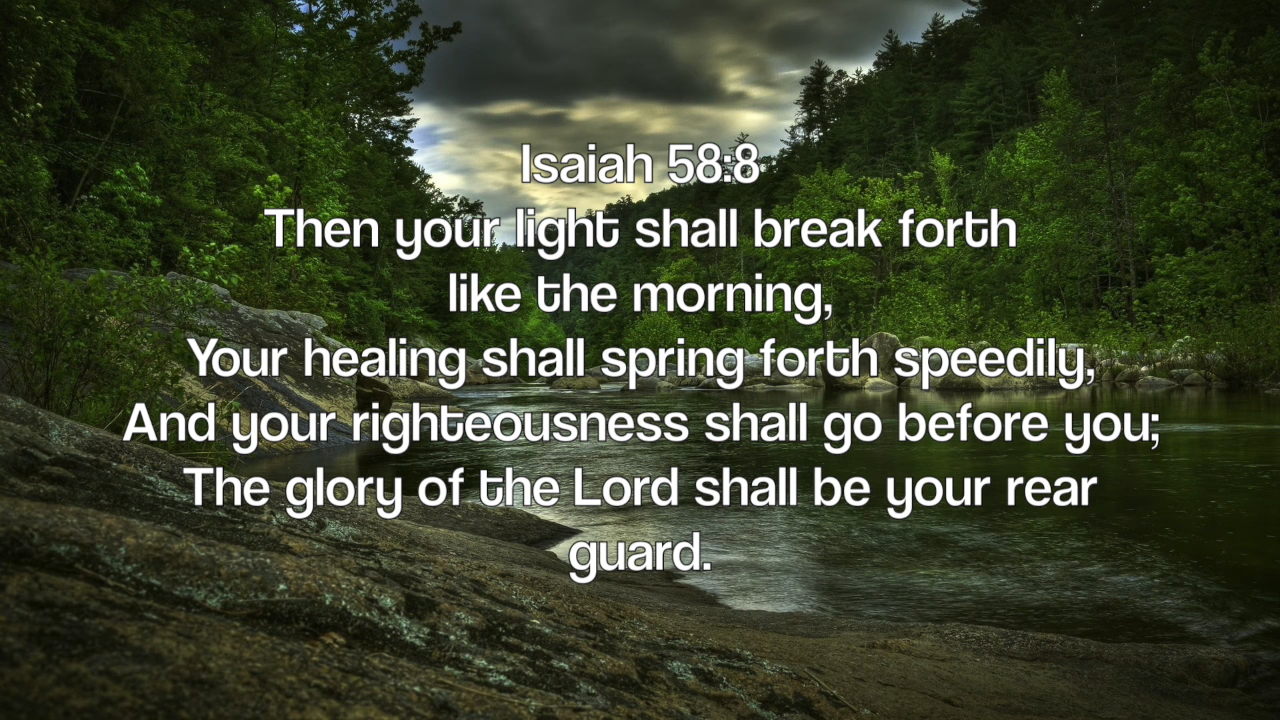 Isaiah 58:8
Then your light shall break forth
like the morning,
Your healing shall spring forth speedily,
And your righteousness shall go before you;
The glory of the Lord shall be your rear
guard.